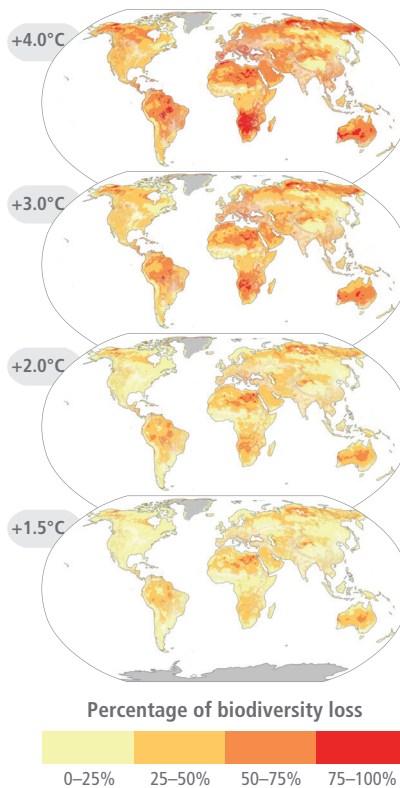 +4.0°C
+3.0°C
+2.0°C
+1.5°C
Percentage of biodiversity loss
0–25% 25–50% 50–75% 75–100%